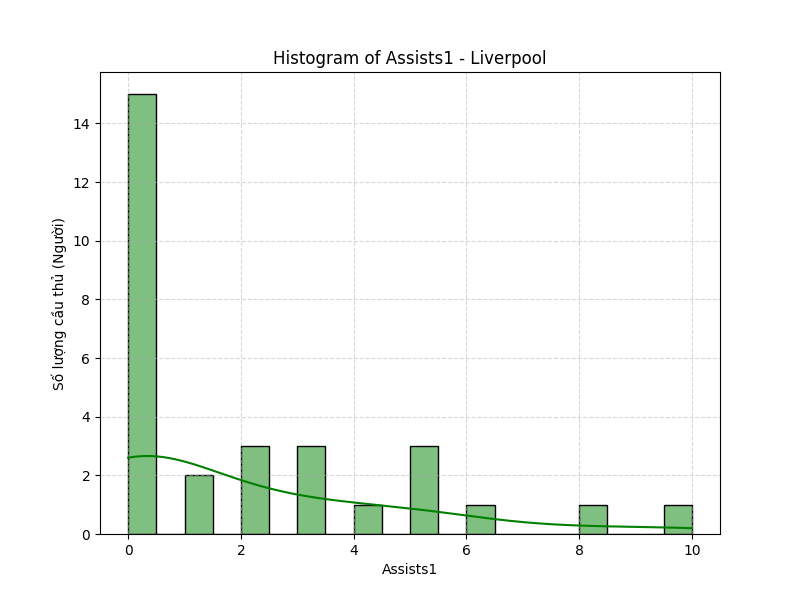 Histogram of Assists1 - Liverpool
Số lượng cầu thủ (Người)
14
12
10
8
6
4
2
0
0 2 4 6 8 10
Assists1